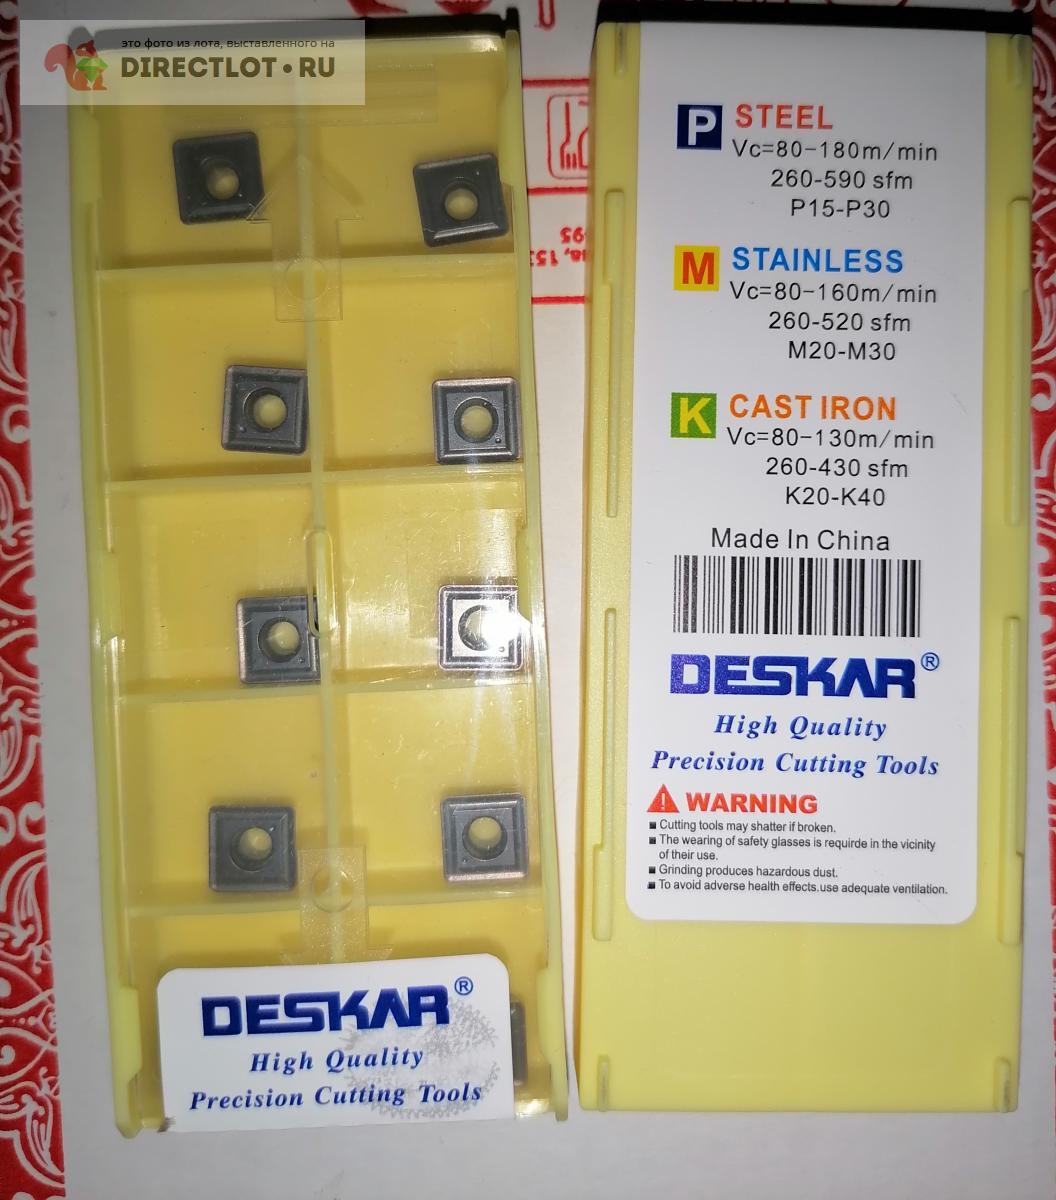 это фото из лота, выставленного на
DIRECTLOT•RU
P STEEL
Vc=80-180m/min
260-590 sfm
P15-P30
M STAINLESS
Vc=80-160m/min
260-520 sfm
M20-M30
K CAST IRON
Vc=80-130m/min
260-430 sfm
K20-K40
Made In China
DESKAR®
High Quality
Precision Cutting Tools
WARNING
Cutting tools may shatter if broken.
The wearing of safety glasses is requirde in the vicinity
of their use.
Grinding produces hazardous dust.
To avoid adverse health effects.use adequate ventilation.
DESKAR®
High Quality
Precision Cutting Tools